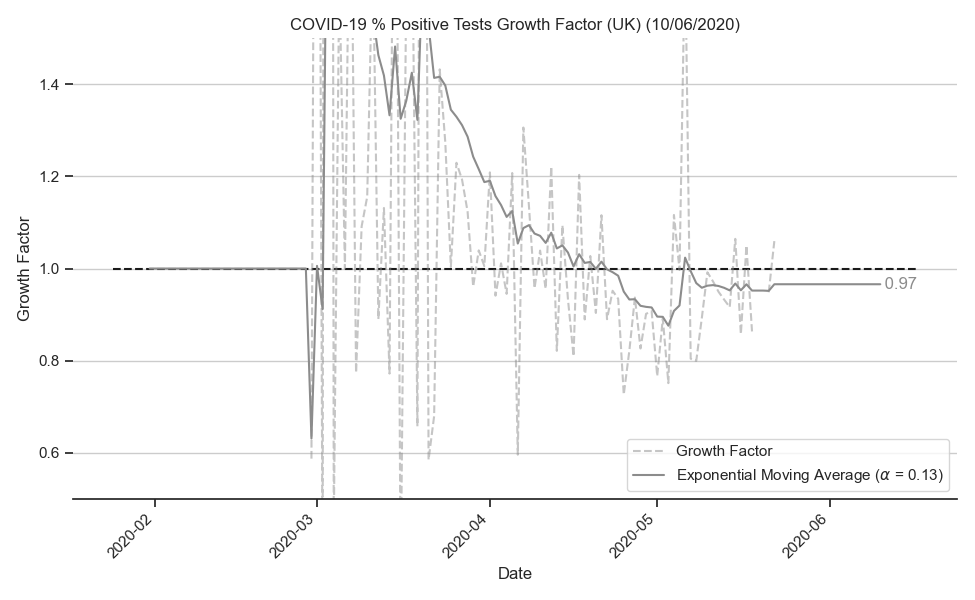 COVID-19 % Positive Tests Growth Factor (UK) (10/06/2020)
1.4
1.2
1.0
0.8
0.6
Growth Factor
0.97
Growth Factor
Exponential Moving Average (α = 0.13)
2020-02
2020-03
2020-04
2020-05
2020-06
Date